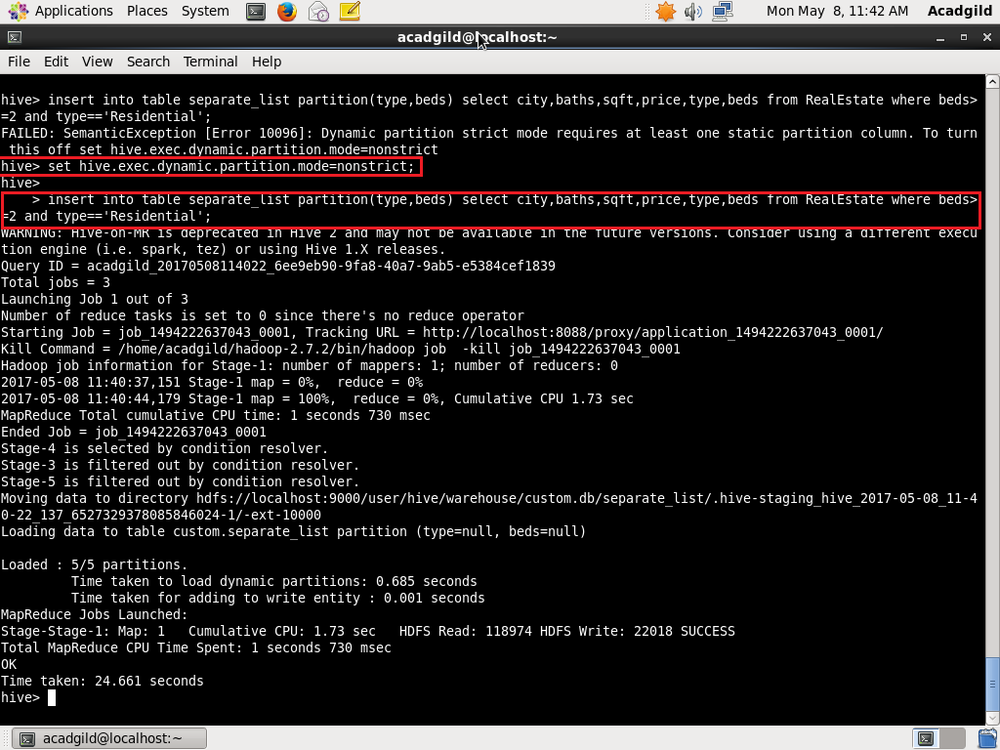 Applications Places System Mon May 8, 11:42 AM Acadgild
acadgild@localhost:~
File Edit View Search Terminal Help
hive> insert into table separate_list partition(type,beds) select city,baths,sqft,price,type,beds from RealEstate where beds>
=2 and type=='Residential';
FAILED: SemanticException [Error 10096]: Dynamic partition strict mode requires at least one static partition column. To turn
 this off set hive.exec.dynamic.partition.mode=nonstrict
hive> set hive.exec.dynamic.partition.mode=nonstrict;
hive>
    > insert into table separate_list partition(type,beds) select city,baths,sqft,price,type,beds from RealEstate where beds>
=2 and type=='Residential';
WARNING: Hive-on-MR is deprecated in Hive 2 and may not be available in the future versions. Consider using a different execu
tion engine (i.e. spark, tez) or using Hive 1.X releases.
Query ID = acadgild_20170508114022_6ee9eb90-9fa8-40a7-9ab5-e5384cef1839
Total jobs = 3
Launching Job 1 out of 3
Number of reduce tasks is set to 0 since there's no reduce operator
Starting Job = job_1494222637043_0001, Tracking URL = http://localhost:8088/proxy/application_1494222637043_0001/
Kill Command = /home/acadgild/hadoop-2.7.2/bin/hadoop job  -kill job_1494222637043_0001
Hadoop job information for Stage-1: number of mappers: 1; number of reducers: 0
2017-05-08 11:40:37,151 Stage-1 map = 0%,  reduce = 0%
2017-05-08 11:40:44,179 Stage-1 map = 100%,  reduce = 0%, Cumulative CPU 1.73 sec
MapReduce Total cumulative CPU time: 1 seconds 730 msec
Ended Job = job_1494222637043_0001
Stage-4 is selected by condition resolver.
Stage-3 is filtered out by condition resolver.
Stage-5 is filtered out by condition resolver.
Moving data to directory hdfs://localhost:9000/user/hive/warehouse/custom.db/separate_list/.hive-staging_hive_2017-05-08_11-4
0-22_137_6527329378085846024-1/-ext-10000
Loading data to table custom.separate_list partition (type=null, beds=null)
Loaded : 5/5 partitions.
         Time taken to load dynamic partitions: 0.685 seconds
         Time taken for adding to write entity : 0.001 seconds
MapReduce Jobs Launched:
Stage-Stage-1: Map: 1   Cumulative CPU: 1.73 sec   HDFS Read: 118974 HDFS Write: 22018 SUCCESS
Total MapReduce CPU Time Spent: 1 seconds 730 msec
OK
Time taken: 24.661 seconds
hive>
acadgild@localhost:~